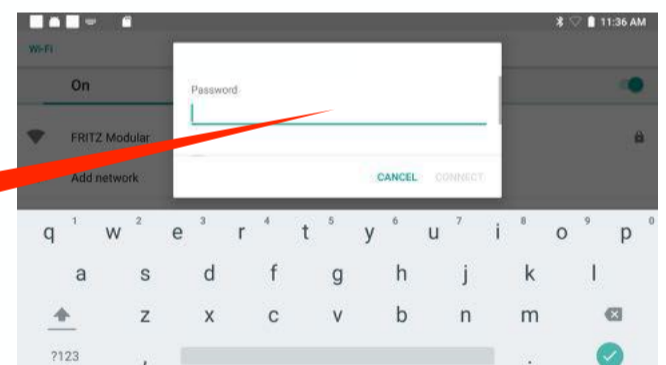 11:36 AM
Wi-Fi
On
Password
FRITZ Modular
Add network
CANCEL CONNECT
q 1 w 2 e 3 r 4 t 5 y 6 u 7 i 8 o 9 p 0
a s d f g h j k l
z x c v b n m
?123 , .